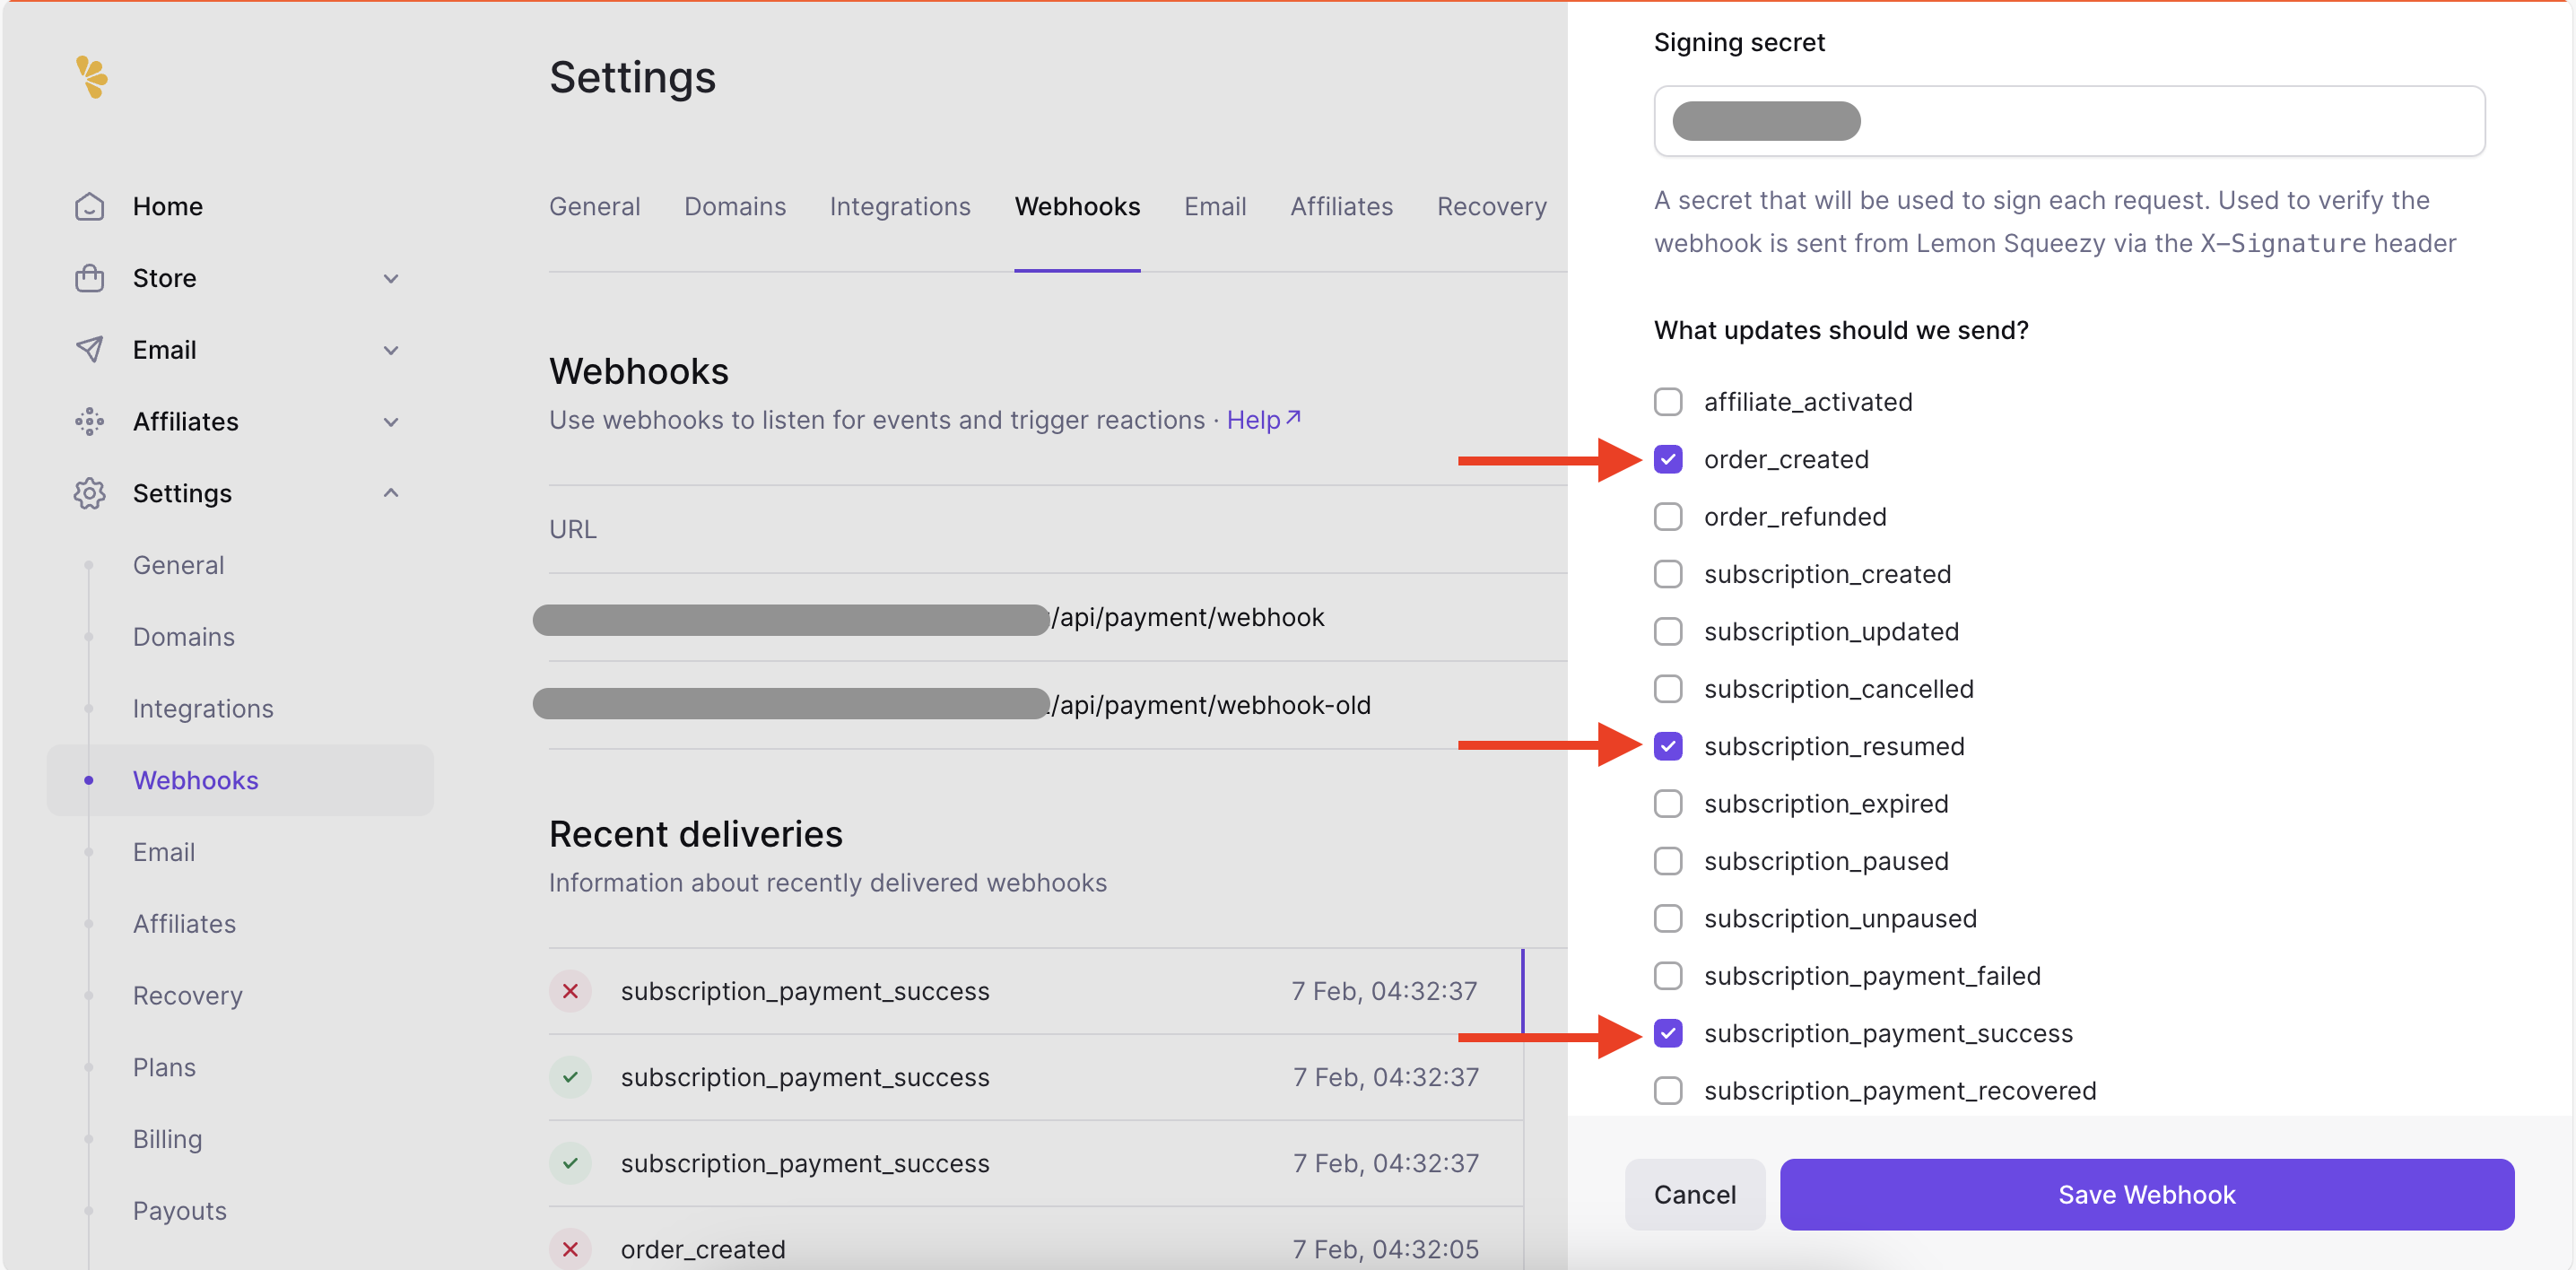 Settings
Home
Store
Email
Affiliates
Settings
General
Domains
Integrations
Webhooks
Email
Affiliates
Recovery
Plans
Billing
Payouts
General Domains Integrations Webhooks Email Affiliates Recovery
Webhooks
Use webhooks to listen for events and trigger reactions · Help↗
URL
/api/payment/webhook
/api/payment/webhook-old
Recent deliveries
Information about recently delivered webhooks
subscription_payment_success 7 Feb, 04:32:37
subscription_payment_success 7 Feb, 04:32:37
subscription_payment_success 7 Feb, 04:32:37
order_created 7 Feb, 04:32:05
Signing secret
A secret that will be used to sign each request. Used to verify the
webhook is sent from Lemon Squeezy via the X-Signature header
What updates should we send?
affiliate_activated
order_created
order_refunded
subscription_created
subscription_updated
subscription_cancelled
subscription_resumed
subscription_expired
subscription_paused
subscription_unpaused
subscription_payment_failed
subscription_payment_success
subscription_payment_recovered
Cancel
Save Webhook